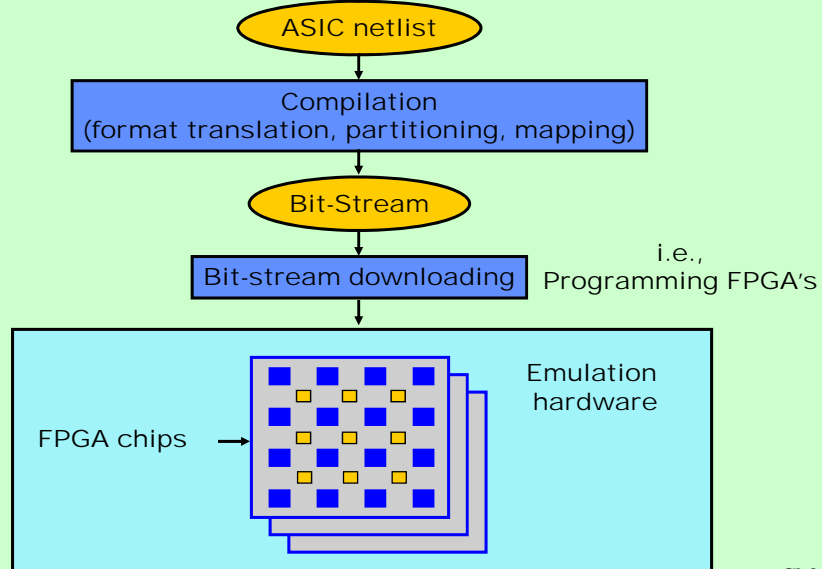 ASIC netlist
Compilation
(format translation, partitioning, mapping)
Bit-Stream
Bit-stream downloading
i.e.,
Programming FPGA's
Emulation
hardware
FPGA chips